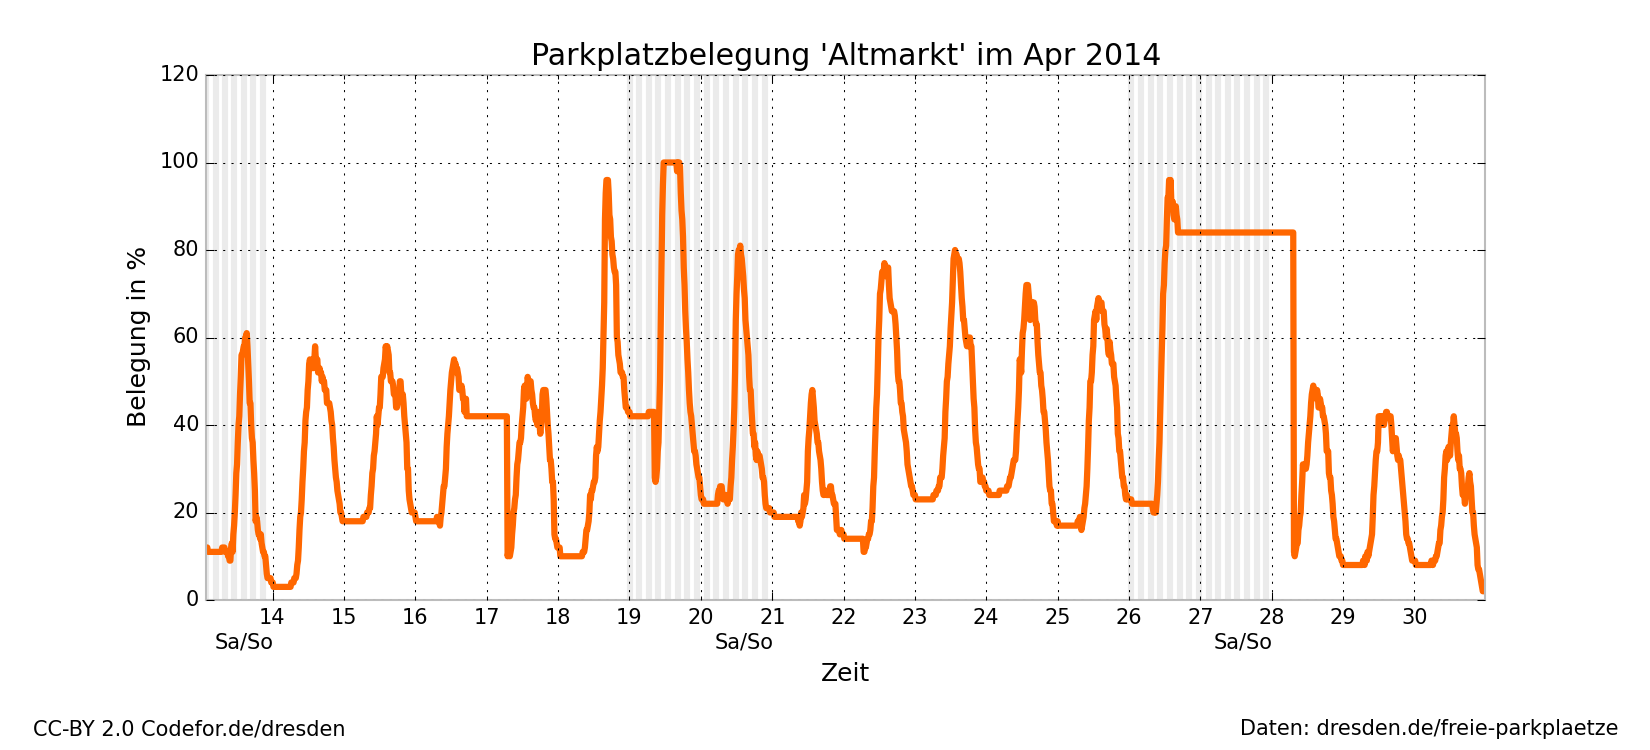 Parkplatzbelegung 'Altmarkt' im Apr 2014
120
100
80
60
40
20
0
Belegung in %
14 15 16 17 18 19 20 21 22 23 24 25 26 27 28 29 30
Sa/So Sa/So Sa/So
Zeit
CC-BY 2.0 Codefor.de/dresden
Daten: dresden.de/freie-parkplaetze